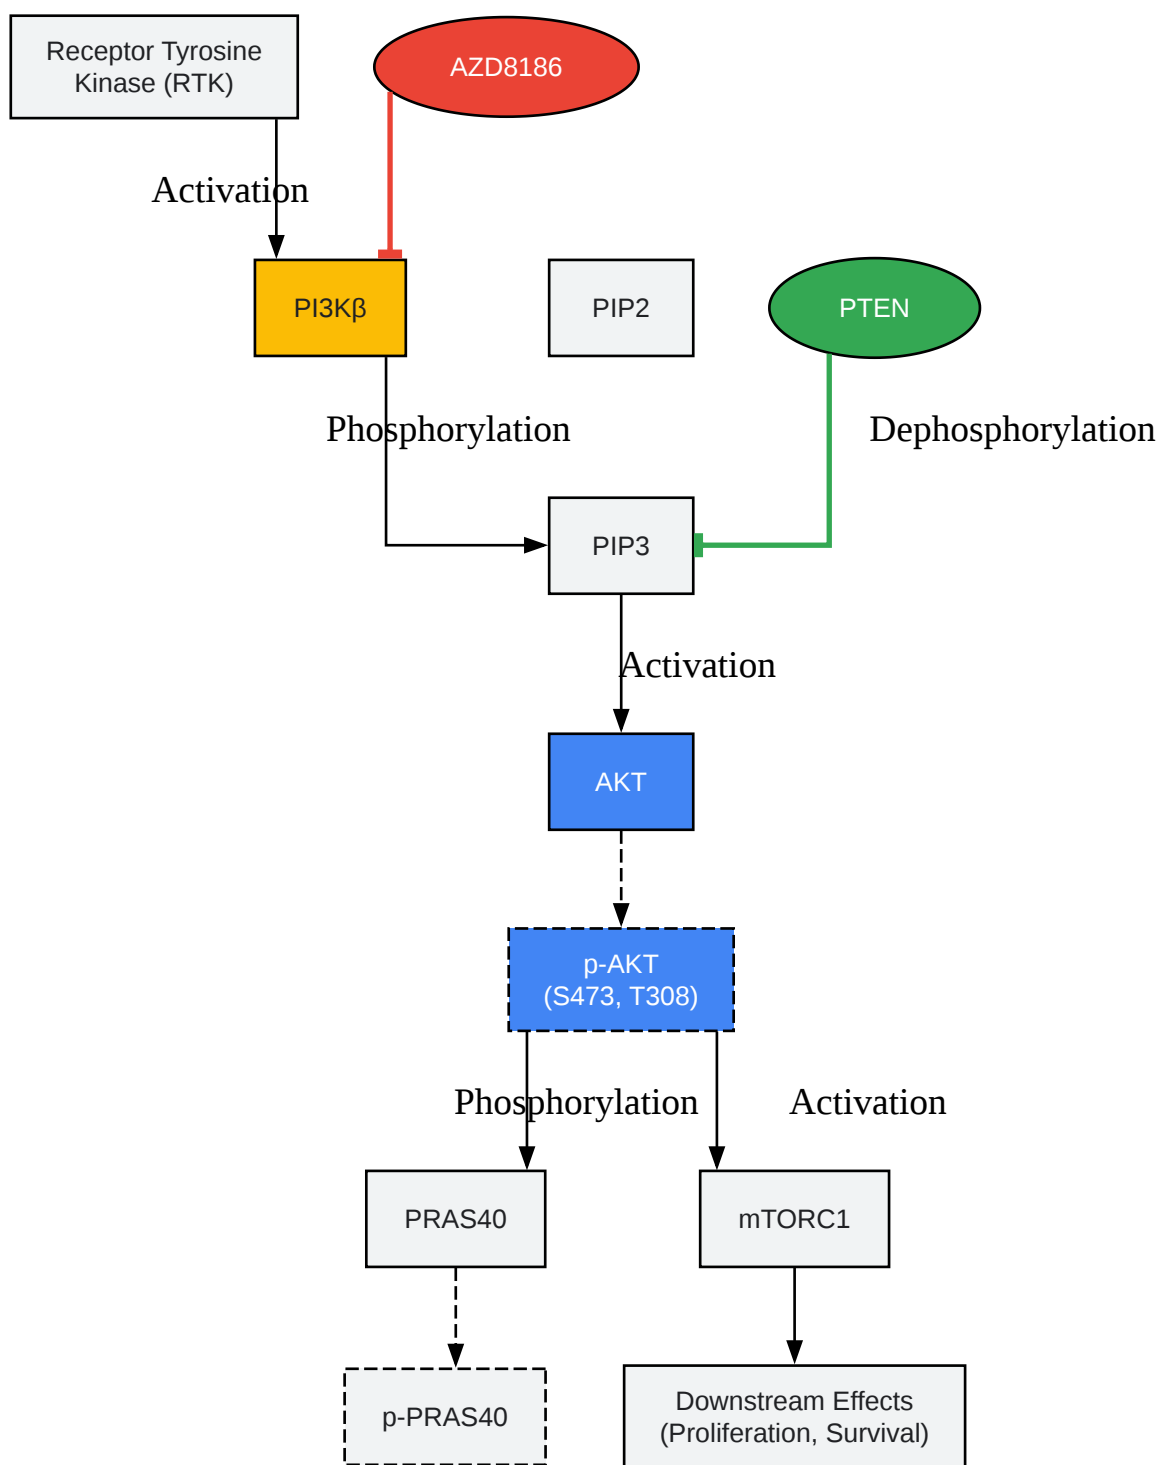 Receptor Tyrosine
Kinase (RTK)
AZD8186
Activation
PI3Kβ
PIP2
PTEN
Phosphorylation
Dephosphorylation
PIP3
Activation
AKT
p-AKT
(S473, T308)
Phosphorylation
Activation
PRAS40
mTORC1
p-PRAS40
Downstream Effects
(Proliferation, Survival)